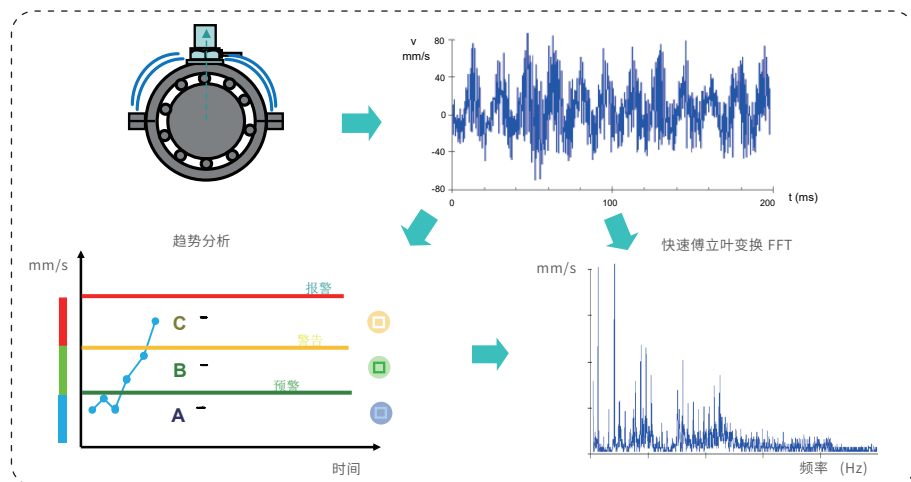 v
mm/s
80
40
0
-40
-80
0
100
200
t (ms)
趋势分析
快速傅立叶变换 FFT
mm/s
报警
C -
警告
B -
预警
A -
时间
mm/s
频率 (Hz)